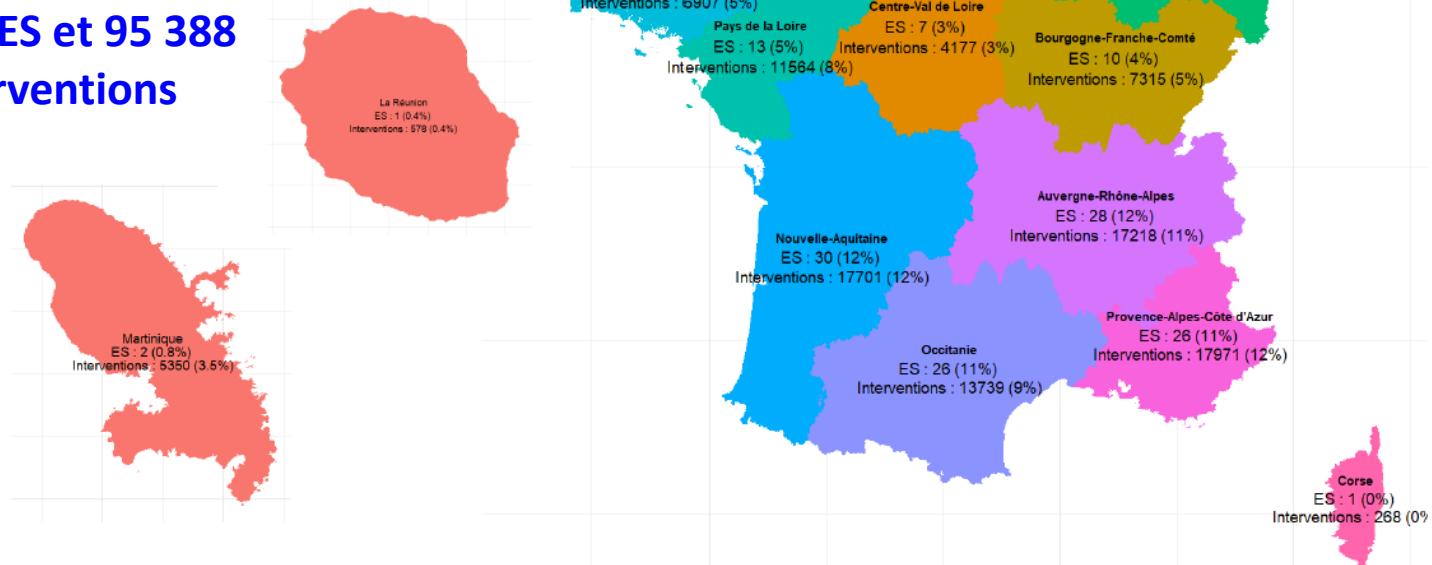 ES et 95 388
rventions
La Réunion
ES : 1 (0.4%)
Interventions : 578 (0.4%)
Martinique
ES : 2 (0.8%)
Interventions : 5350 (3.5%)
Interventions : 6907 (5%)
Pays de la Loire
ES : 13 (5%)
Interventions : 11564 (8%)
Centre-Val de Loire
ES : 7 (3%)
Interventions : 4177 (3%)
Bourgogne-Franche-Comté
ES : 10 (4%)
Interventions : 7315 (5%)
Auvergne-Rhône-Alpes
ES : 28 (12%)
Interventions : 17218 (11%)
Nouvelle-Aquitaine
ES : 30 (12%)
Interventions : 17701 (12%)
Provence-Alpes-Côte d'Azur
ES : 26 (11%)
Interventions : 17971 (12%)
Occitanie
ES : 26 (11%)
Interventions : 13739 (9%)
Corse
ES : 1 (0%)
Interventions : 268 (0%